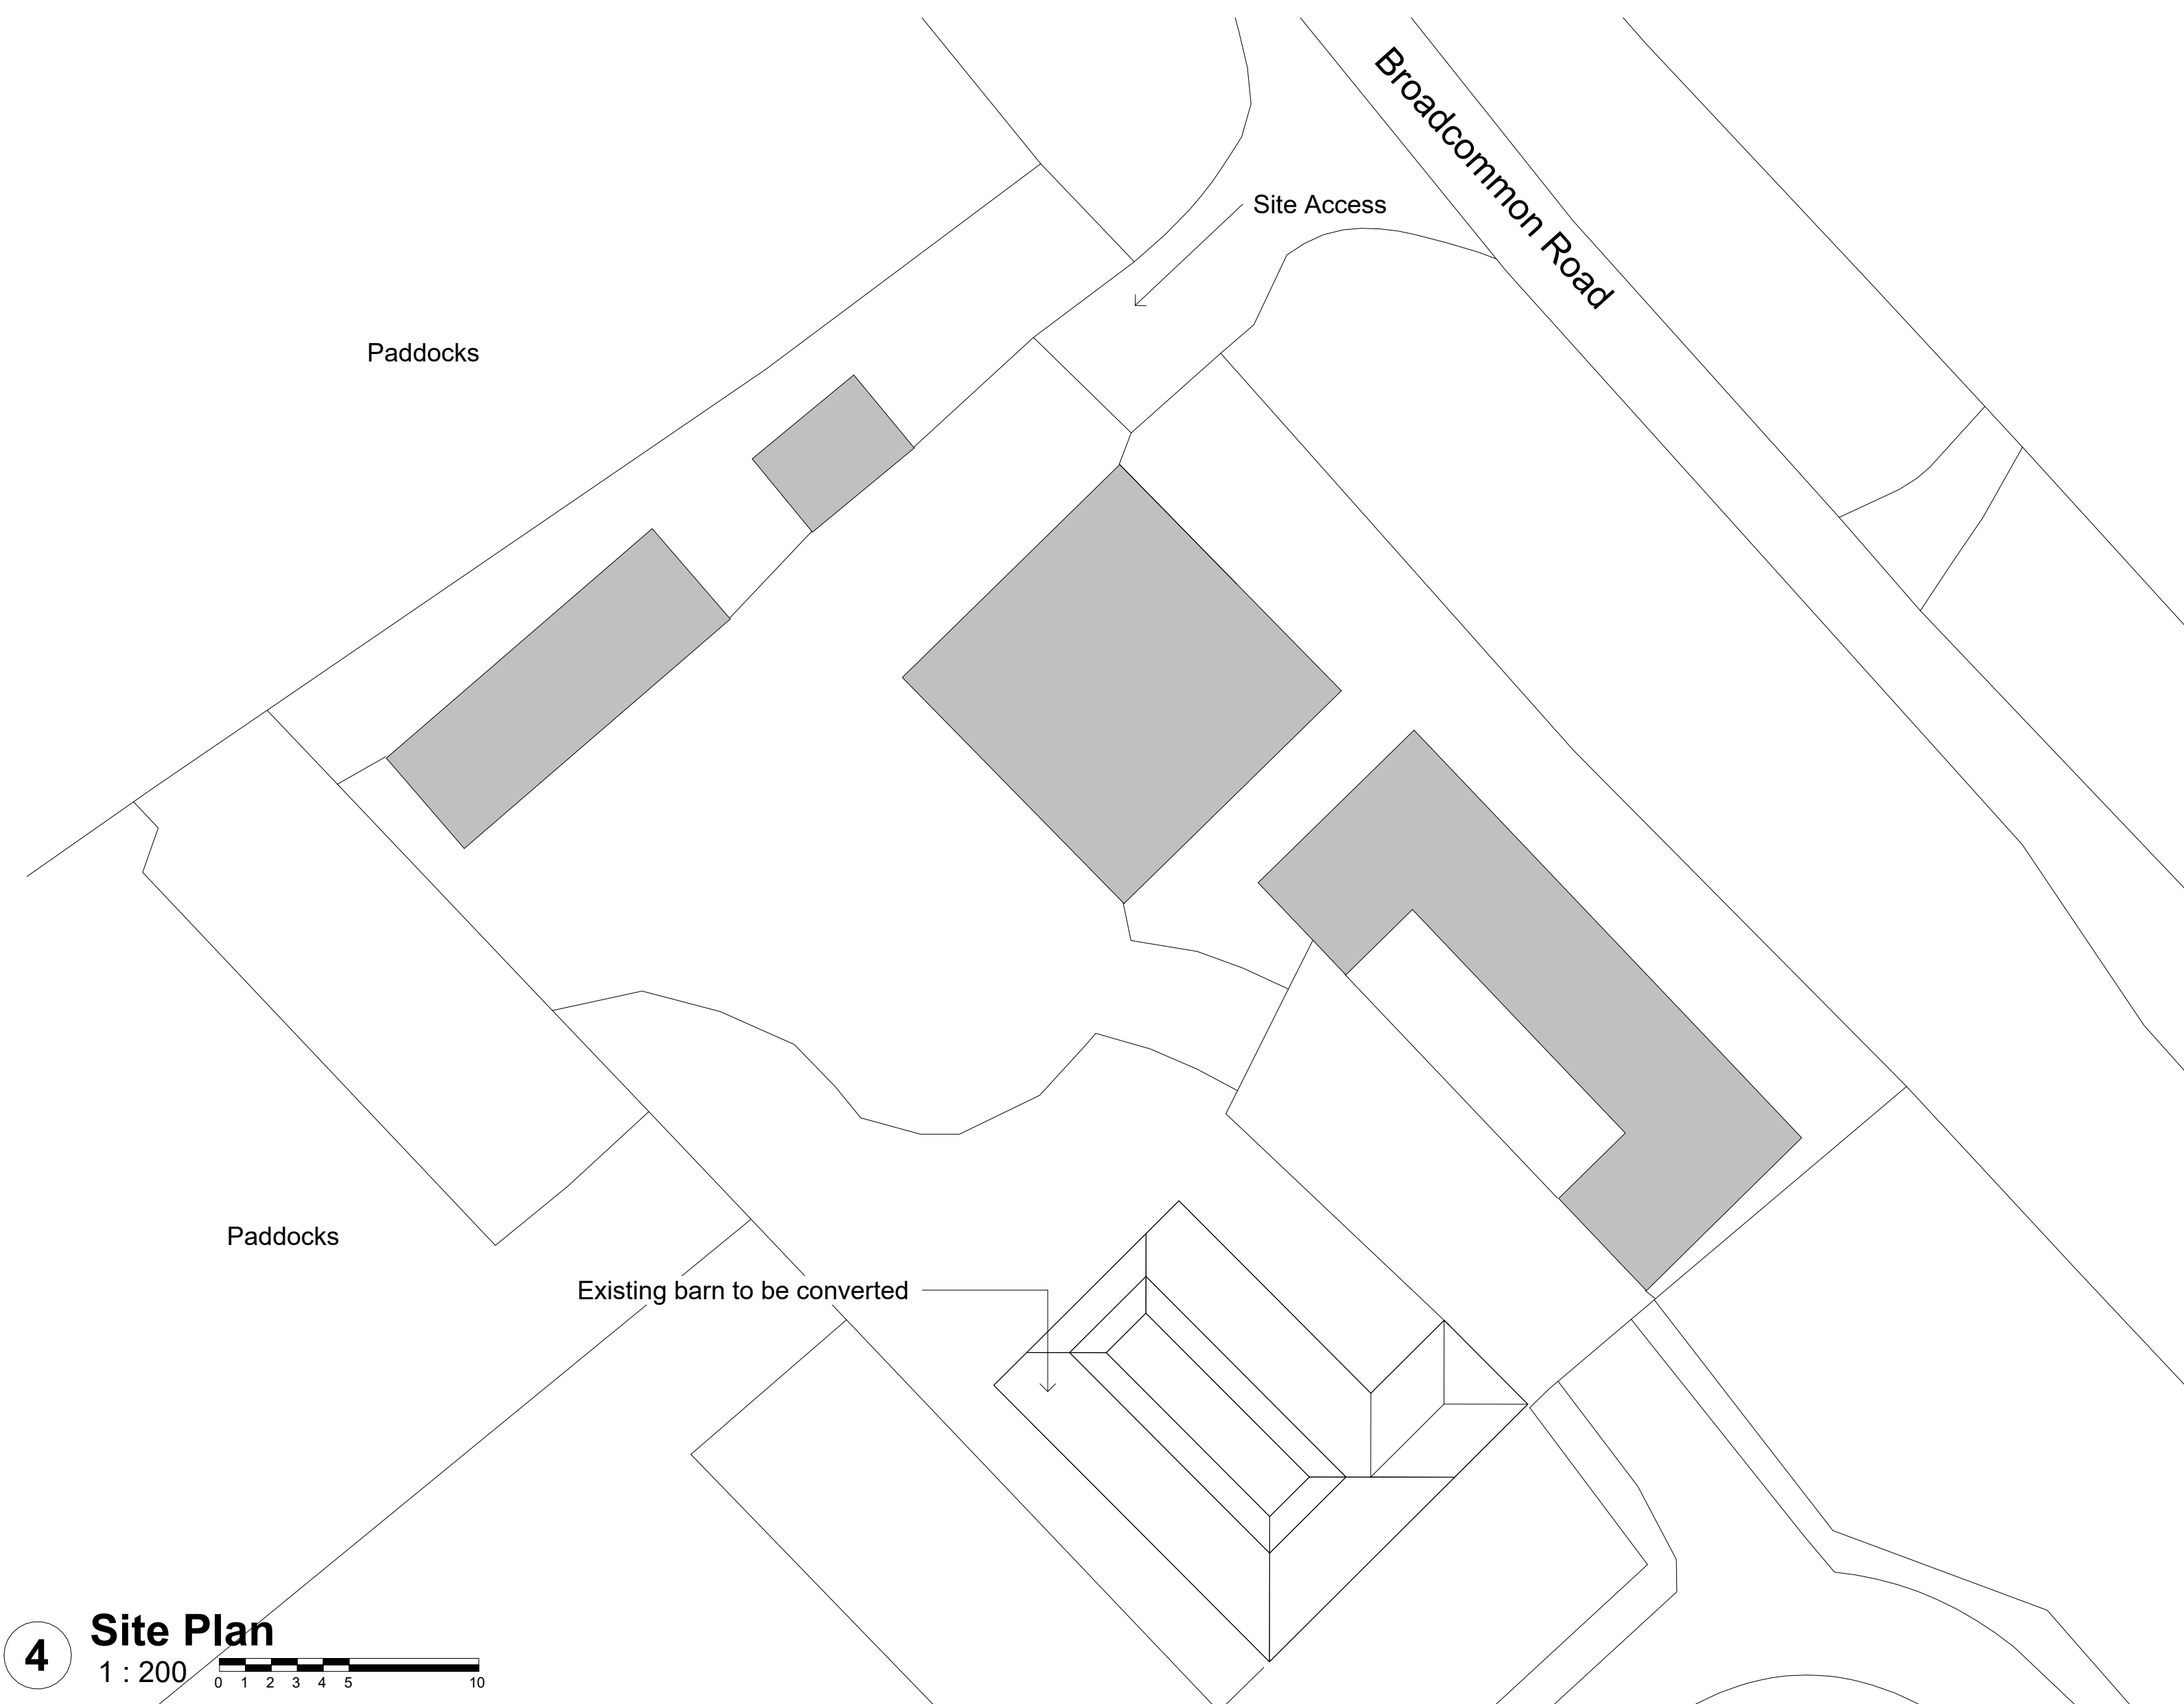 Broadcommon Road
Site Access
Paddocks
Paddocks
Existing barn to be converted
4
Site Plan
1 : 200
0 1 2 3 4 5 10